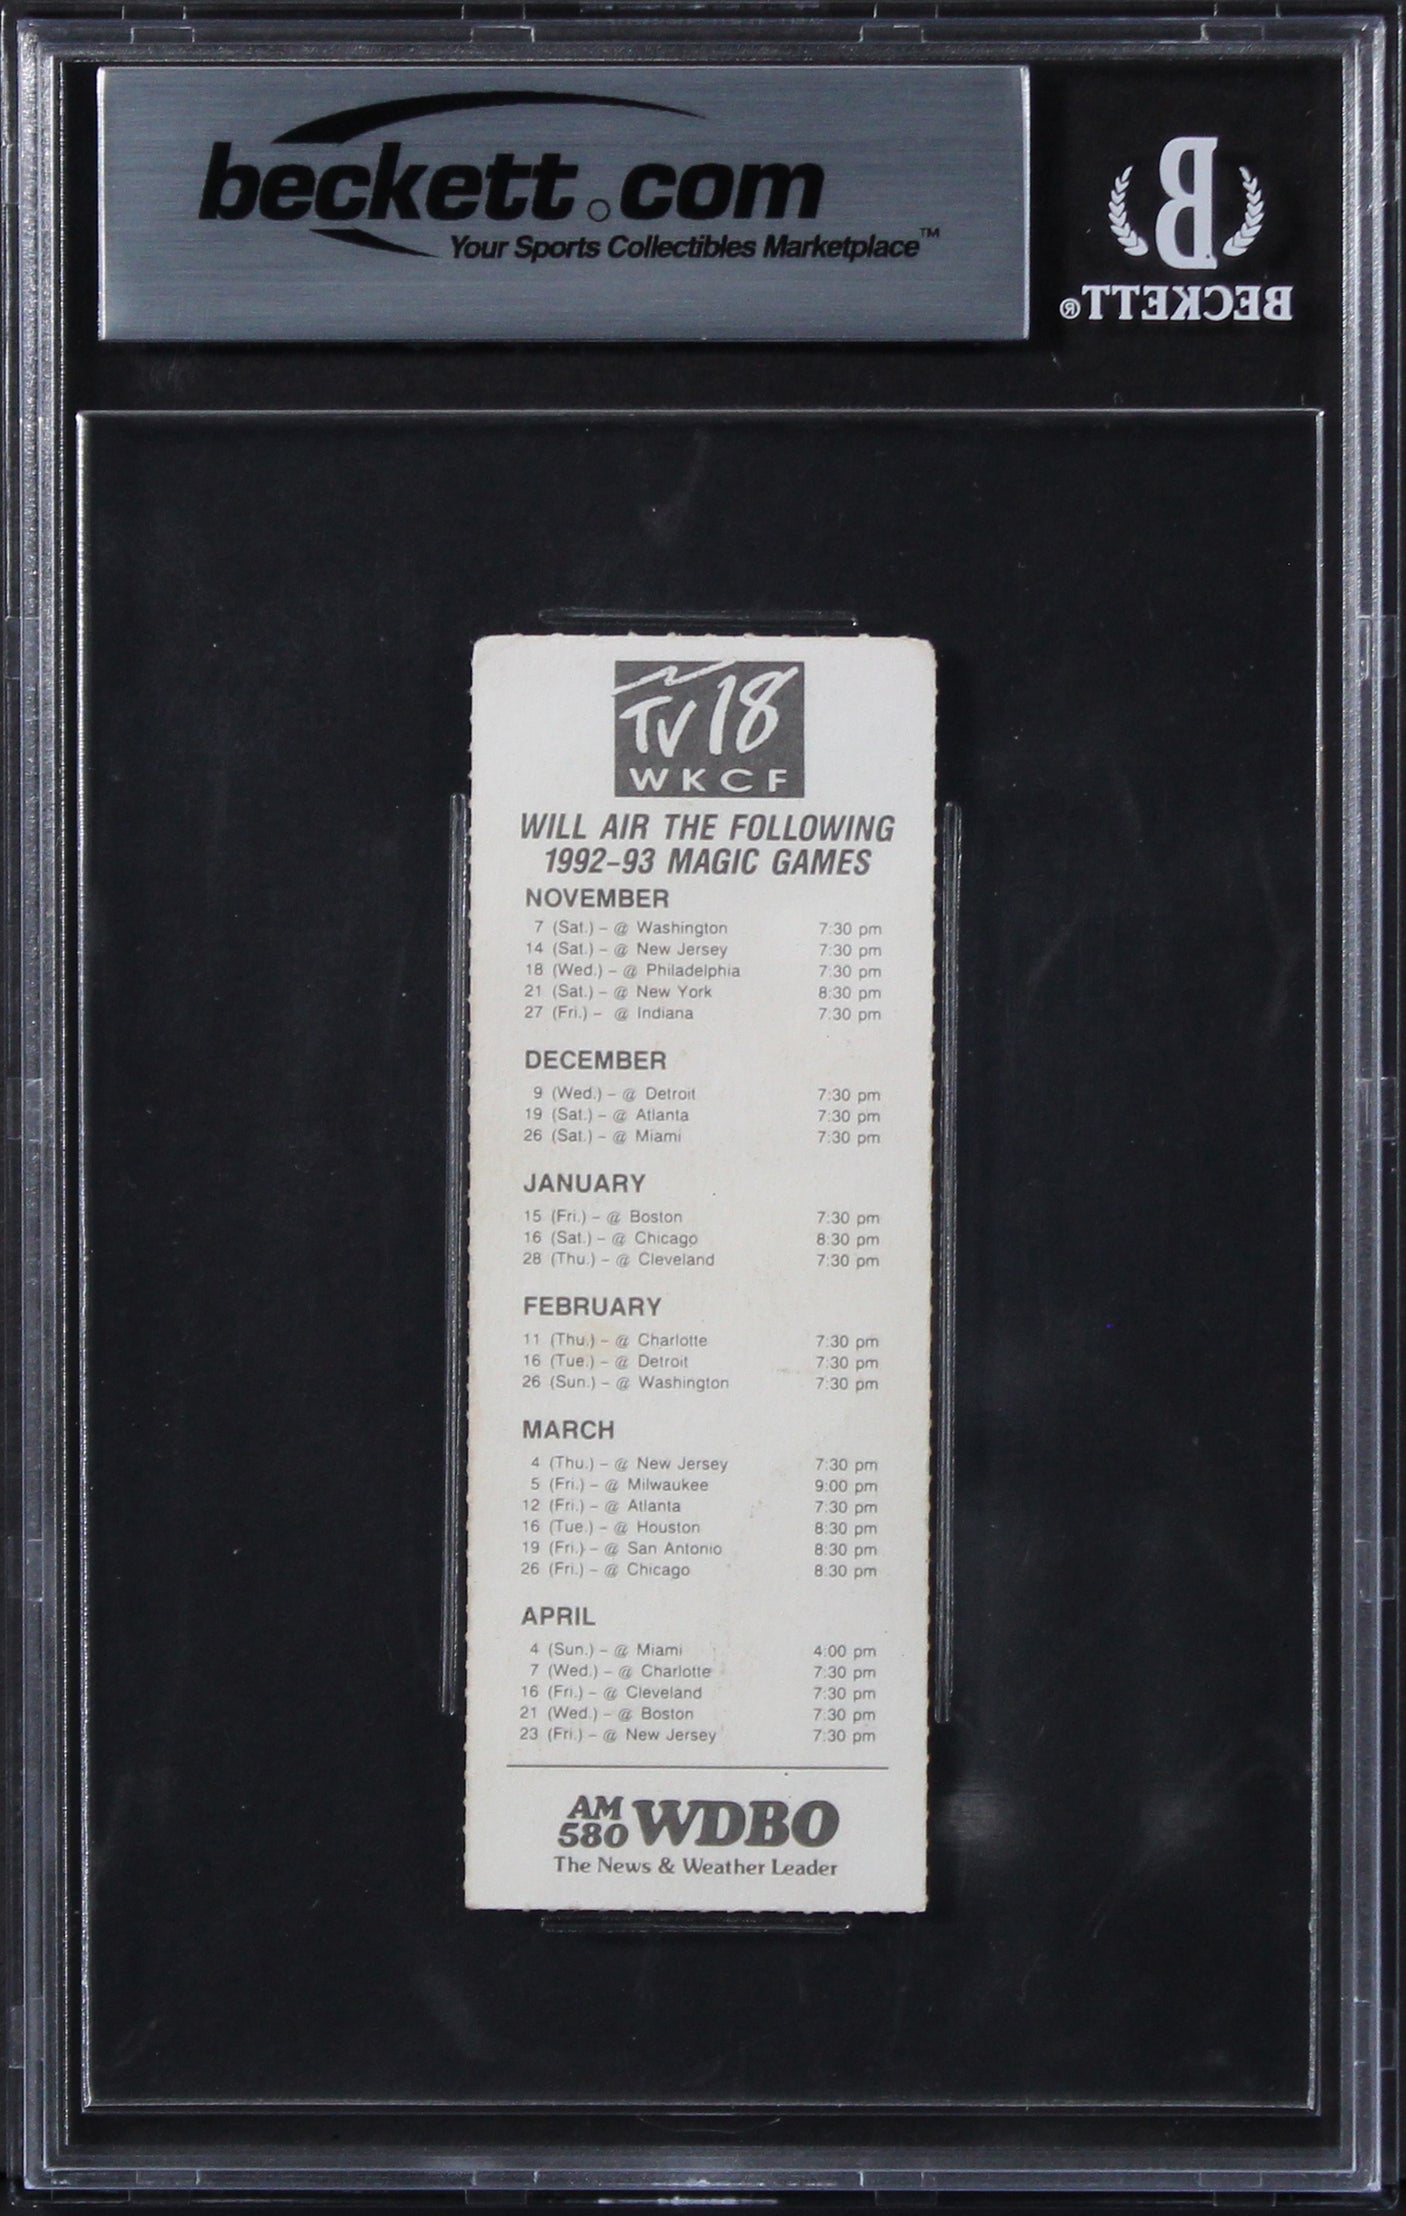 beckett.com
Your Sports Collectibles Marketplace™
B
BECKETT®
TV18
WKCF
WILL AIR THE FOLLOWING
1992-93 MAGIC GAMES
NOVEMBER
7 (Sat.) – @ Washington 7:30 pm
14 (Sat.) – @ New Jersey 7:30 pm
18 (Wed.) – @ Philadelphia 7:30 pm
21 (Sat.) – @ New York 8:30 pm
27 (Fri.) – @ Indiana 7:30 pm
DECEMBER
9 (Wed.) – @ Detroit 7:30 pm
19 (Sat.) – @ Atlanta 7:30 pm
26 (Sat.) – @ Miami 7:30 pm
JANUARY
15 (Fri.) – @ Boston 7:30 pm
16 (Sat.) – @ Chicago 8:30 pm
28 (Thu.) – @ Cleveland 7:30 pm
FEBRUARY
11 (Thu.) – @ Charlotte 7:30 pm
16 (Tue.) – @ Detroit 7:30 pm
26 (Sun.) – @ Washington 7:30 pm
MARCH
4 (Thu.) – @ New Jersey 7:30 pm
5 (Fri.) – @ Milwaukee 9:00 pm
12 (Fri.) – @ Atlanta 7:30 pm
16 (Tue.) – @ Houston 8:30 pm
19 (Fri.) – @ San Antonio 8:30 pm
26 (Fri.) – @ Chicago 8:30 pm
APRIL
4 (Sun.) – @ Miami 4:00 pm
7 (Wed.) – @ Charlotte 7:30 pm
16 (Fri.) – @ Cleveland 7:30 pm
21 (Wed.) – @ Boston 7:30 pm
23 (Fri.) – @ New Jersey 7:30 pm
AM 580 WDBO
The News & Weather Leader